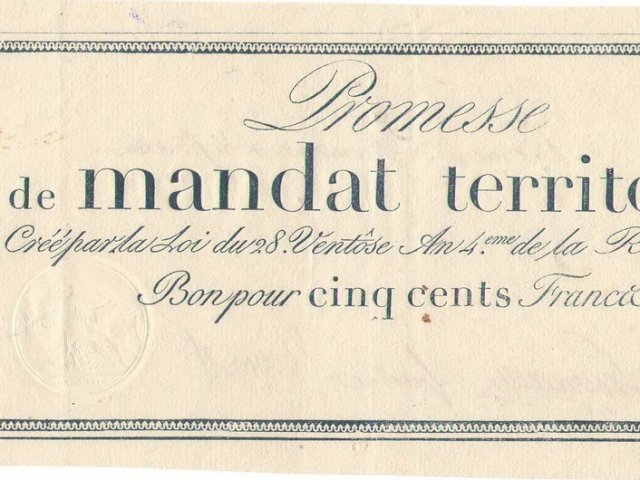 Promesse
de mandat territo
Créé par la Loi du 28. Ventôse An 4.eme de la R
Bon pour cinq cents Francs